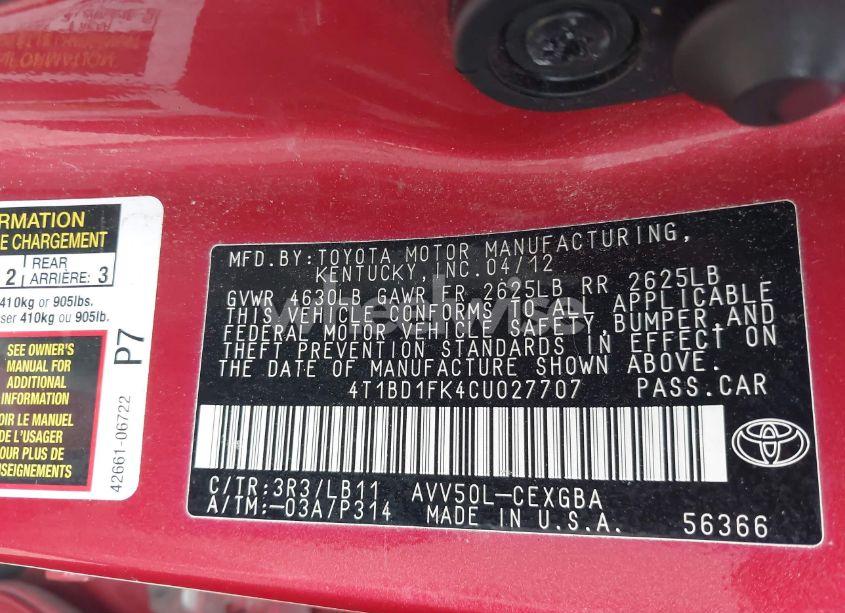 RMATION
E CHARGEMENT
2 REAR
ARRIÈRE: 3
410kg or 905lbs.
ser 410kg ou 905lb.
SEE OWNER'S
MANUAL FOR
ADDITIONAL
INFORMATION
OIR LE MANUEL
DE L'USAGER
POUR PLUS DE
NSEIGNEMENTS
P7
42661-06722
MFD.BY:TOYOTA MOTOR MANUFACTURING,
KENTUCKY, INC.04/12
GVWR 4630LB GAWR FR 2625LB RR 2625LB
THIS VEHICLE CONFORMS TO ALL APPLICABLE
FEDERAL MOTOR VEHICLE SAFETY, BUMPER, AND
THEFT PREVENTION STANDARDS IN EFFECT ON
THE DATE OF MANUFACTURE SHOWN ABOVE.
4T1BD1FK4CU027707 PASS.CAR
C/TR:3R3/LB11 AVV50L-CEXGBA
A/TM:-03A/P314 MADE IN U.S.A. 56366